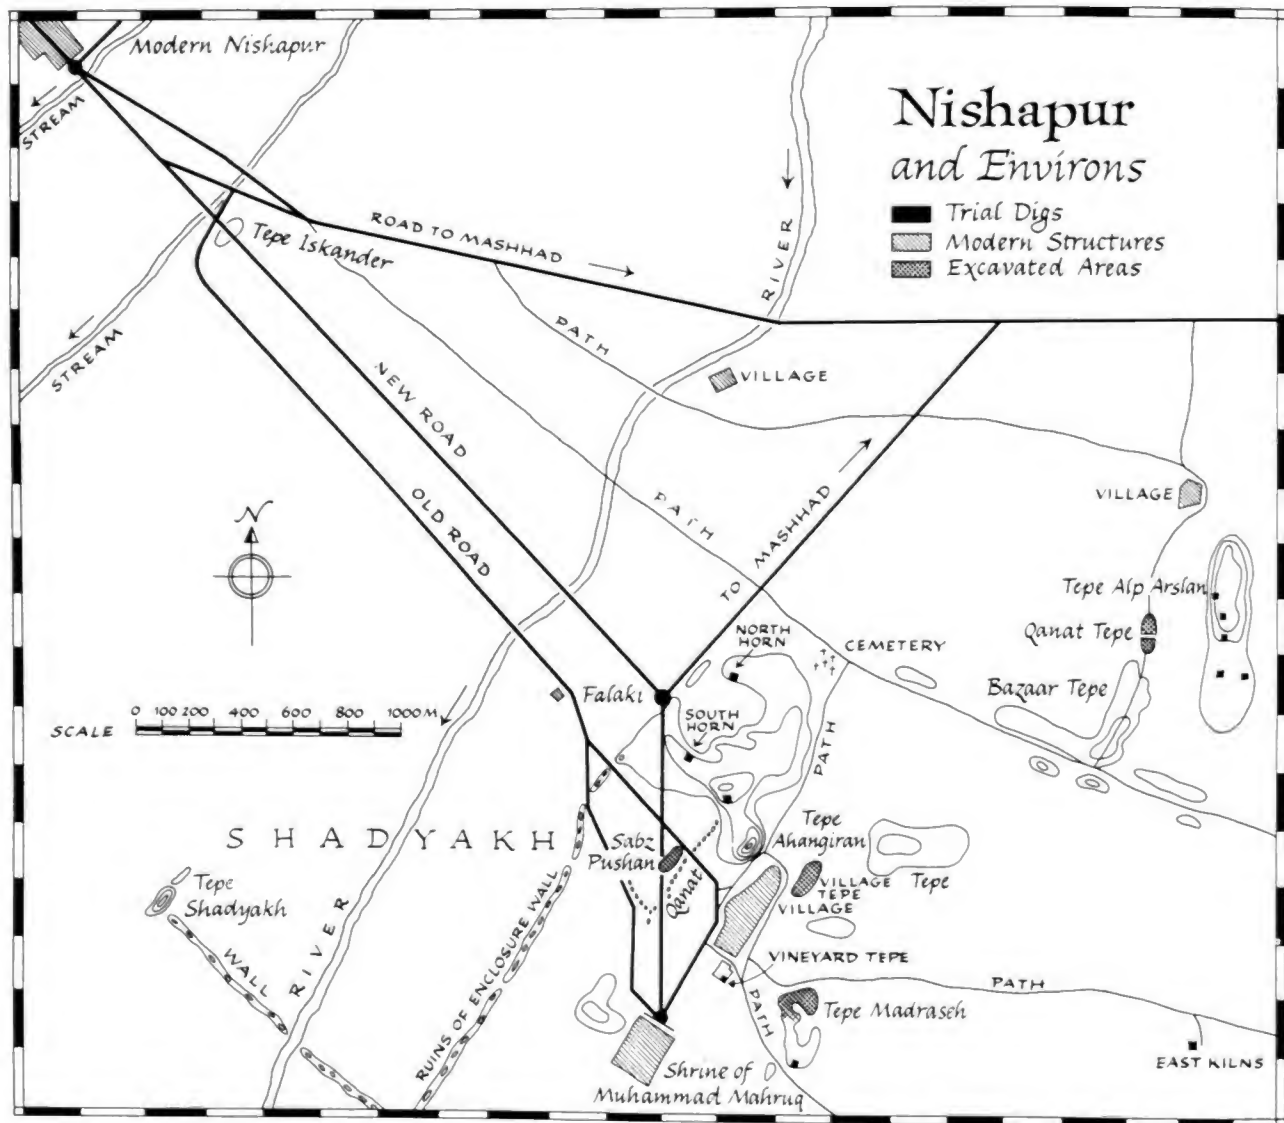 Modern Nishapur
Nishapur
and Environs
Trial Digs
Modern Structures
Excavated Areas
STREAM
Tepe Iskander
ROAD TO MASHHAD
RIVER
STREAM
PATH
VILLAGE
NEW ROAD
OLD ROAD
PATH
TO MASHHAD
VILLAGE
N
Tepe Alp Arslan
Qanat Tepe
NORTH
HORN
CEMETERY
Bazaar Tepe
Falaki
SCALE
0 100 200 400 600 800 1000 M
SOUTH
HORN
PATH
SHADYAKH
Sabz
Pushan
Tepe
Ahangiran
Tepe
Qanat
VILLAGE
TEPE
VILLAGE
Tepe
Shadyakh
WALL
RIVER
RUINS OF ENCLOSURE WALL
VINEYARD TEPE
PATH
PATH
Tepe Madraseh
EAST KILNS
Shrine of
Muhammad Mahruq